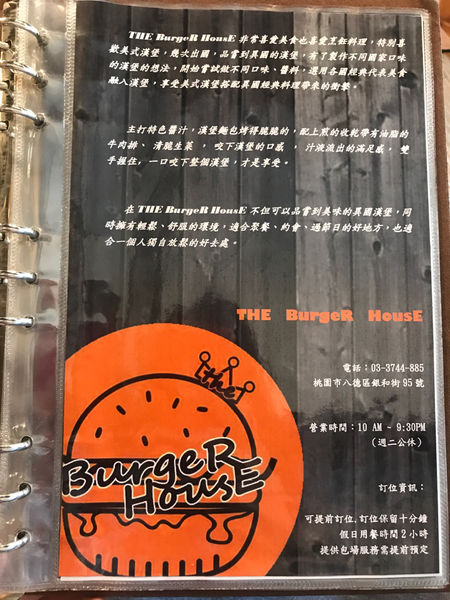 THE BurgeR HousE 非常喜愛美食也喜愛烹飪料理，特別喜
歡美式漢堡，幾次出國，品嘗到異國的漢堡，有了製作不同國家口味
的漢堡的想法，開始嘗試做不同口味、醬料，選用各國經典代表美食
融入漢堡，享受美式漢堡搭配異國經典料理帶來的衝擊。
主打特色醬汁，漢堡麵包烤得脆脆的，配上煎的收乾帶有油脂的
牛肉排、 清脆生菜 ， 咬下漢堡的口感 ， 汁液流出的滿足感， 雙
手握住，一口咬下整個漢堡，才是享受。
在 THE BurgeR HousE 不但可以品嘗到美味的異國漢堡，同
時擁有輕鬆、舒服的環境，適合聚餐、約會、過節日的好地方，也適
合一個人獨自放鬆的好去處。
THE BurgeR HousE
電話：03-3744-885
桃園市八德區銀和街 95 號
營業時間：10 AM ~ 9:30PM
（週二公休）
訂位資訊：
可提前訂位，訂位保留十分鐘
假日用餐時間 2 小時
提供包場服務需提前預定
the
BurgeR
HousE